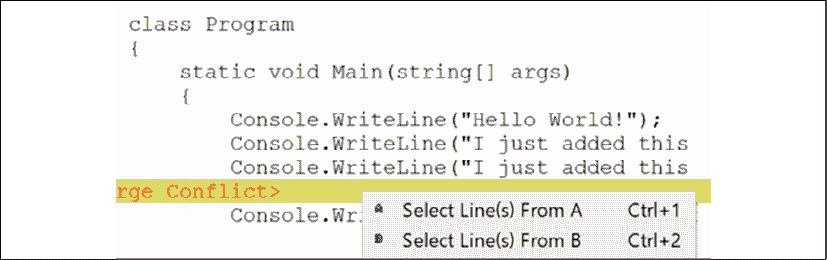 class Program
{
static void Main(string[] args)
{
Console.WriteLine("Hello World!");
Console.WriteLine("I just added this
Console.WriteLine("I just added this
rge Conflict>
Console.Wri
A Select Line(s) From A Ctrl+1
B Select Line(s) From B Ctrl+2